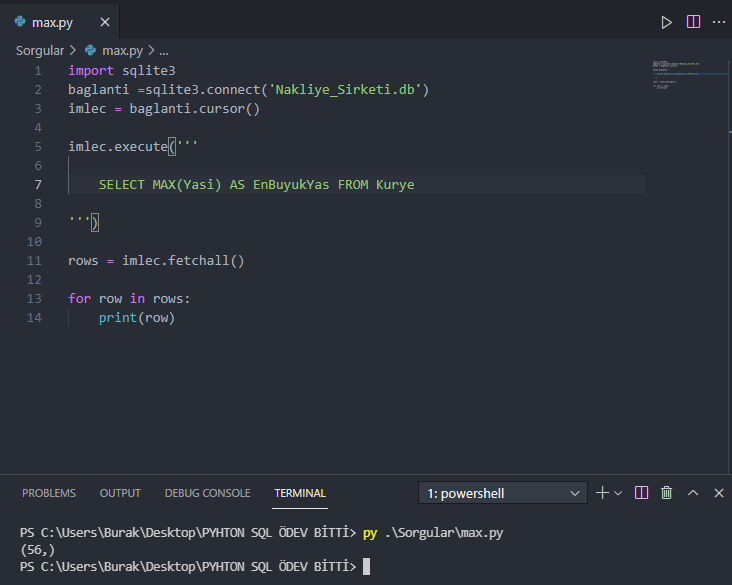 max.py
Sorgular > max.py > ...
1 import sqlite3
2 baglanti =sqlite3.connect('Nakliye_Sirketi.db')
3 imlec = baglanti.cursor()
4
5 imlec.execute('''
6
7 SELECT MAX(Yasi) AS EnBuyukYas FROM Kurye
8
9 ''')
10
11 rows = imlec.fetchall()
12
13 for row in rows:
14 print(row)
PROBLEMS OUTPUT DEBUG CONSOLE TERMINAL 1: powershell
PS C:\Users\Burak\Desktop\PYHTON SQL ÖDEV BİTTİ> py .\Sorgular\max.py
(56,)
PS C:\Users\Burak\Desktop\PYHTON SQL ÖDEV BİTTİ>